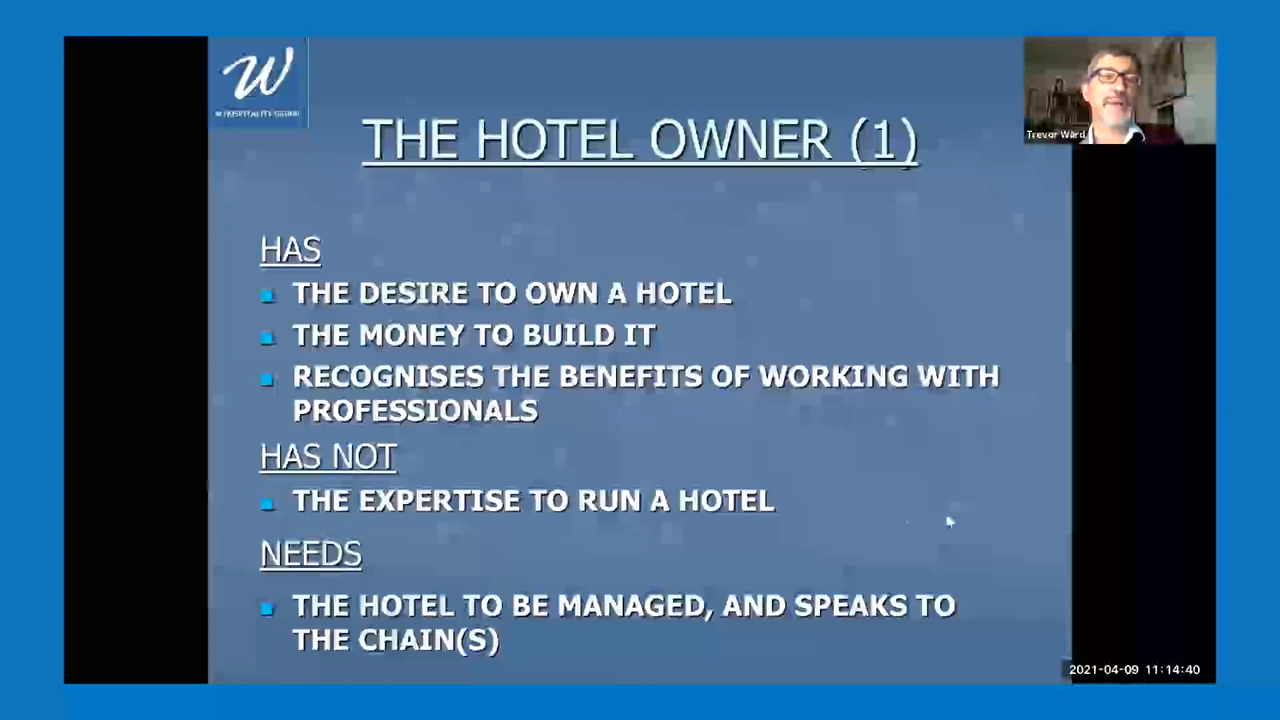 W
W HOSPITALITY GROUP
Trevor Ward
THE HOTEL OWNER (1)
HAS
THE DESIRE TO OWN A HOTEL
THE MONEY TO BUILD IT
RECOGNISES THE BENEFITS OF WORKING WITH
PROFESSIONALS
HAS NOT
THE EXPERTISE TO RUN A HOTEL
NEEDS
THE HOTEL TO BE MANAGED, AND SPEAKS TO
THE CHAIN(S)
2021-04-09 11:14:40